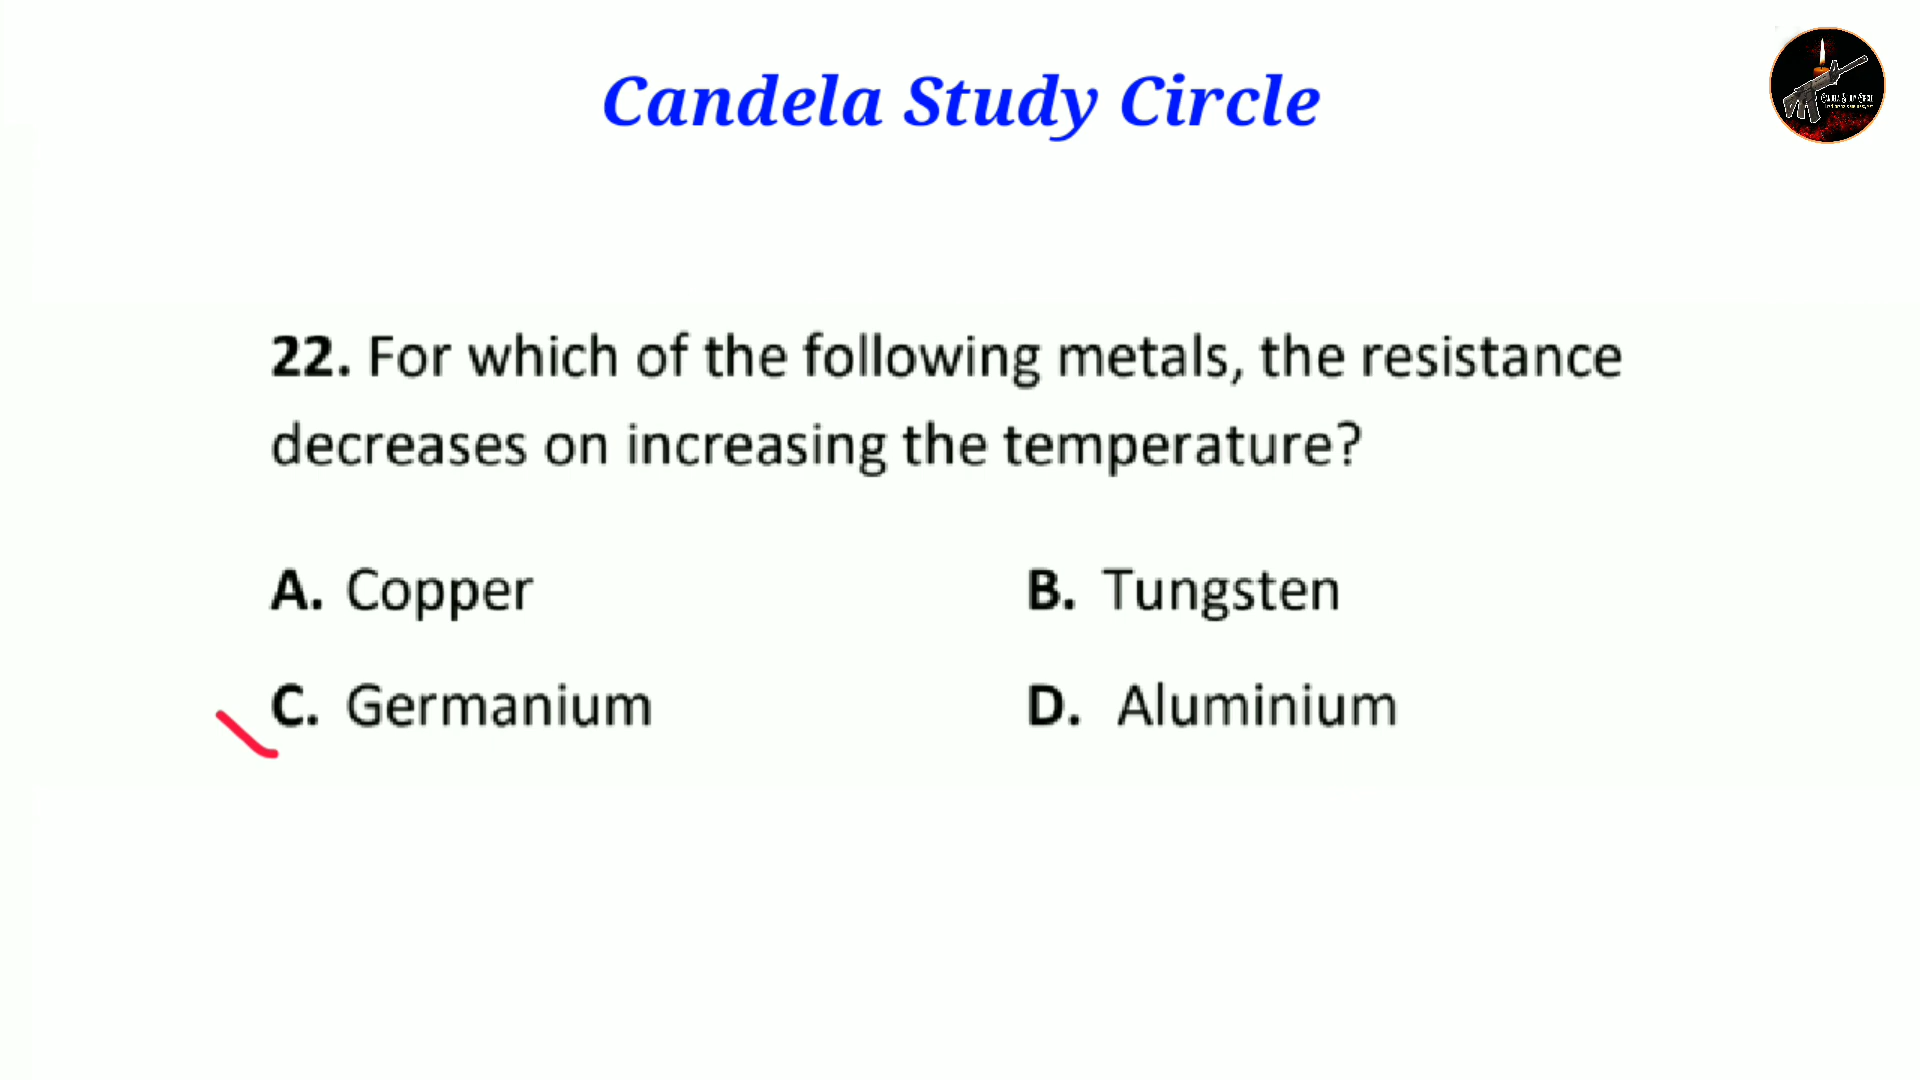 Candela Study Circle
22. For which of the following metals, the resistance
decreases on increasing the temperature?
A. Copper
B. Tungsten
C. Germanium
D. Aluminium